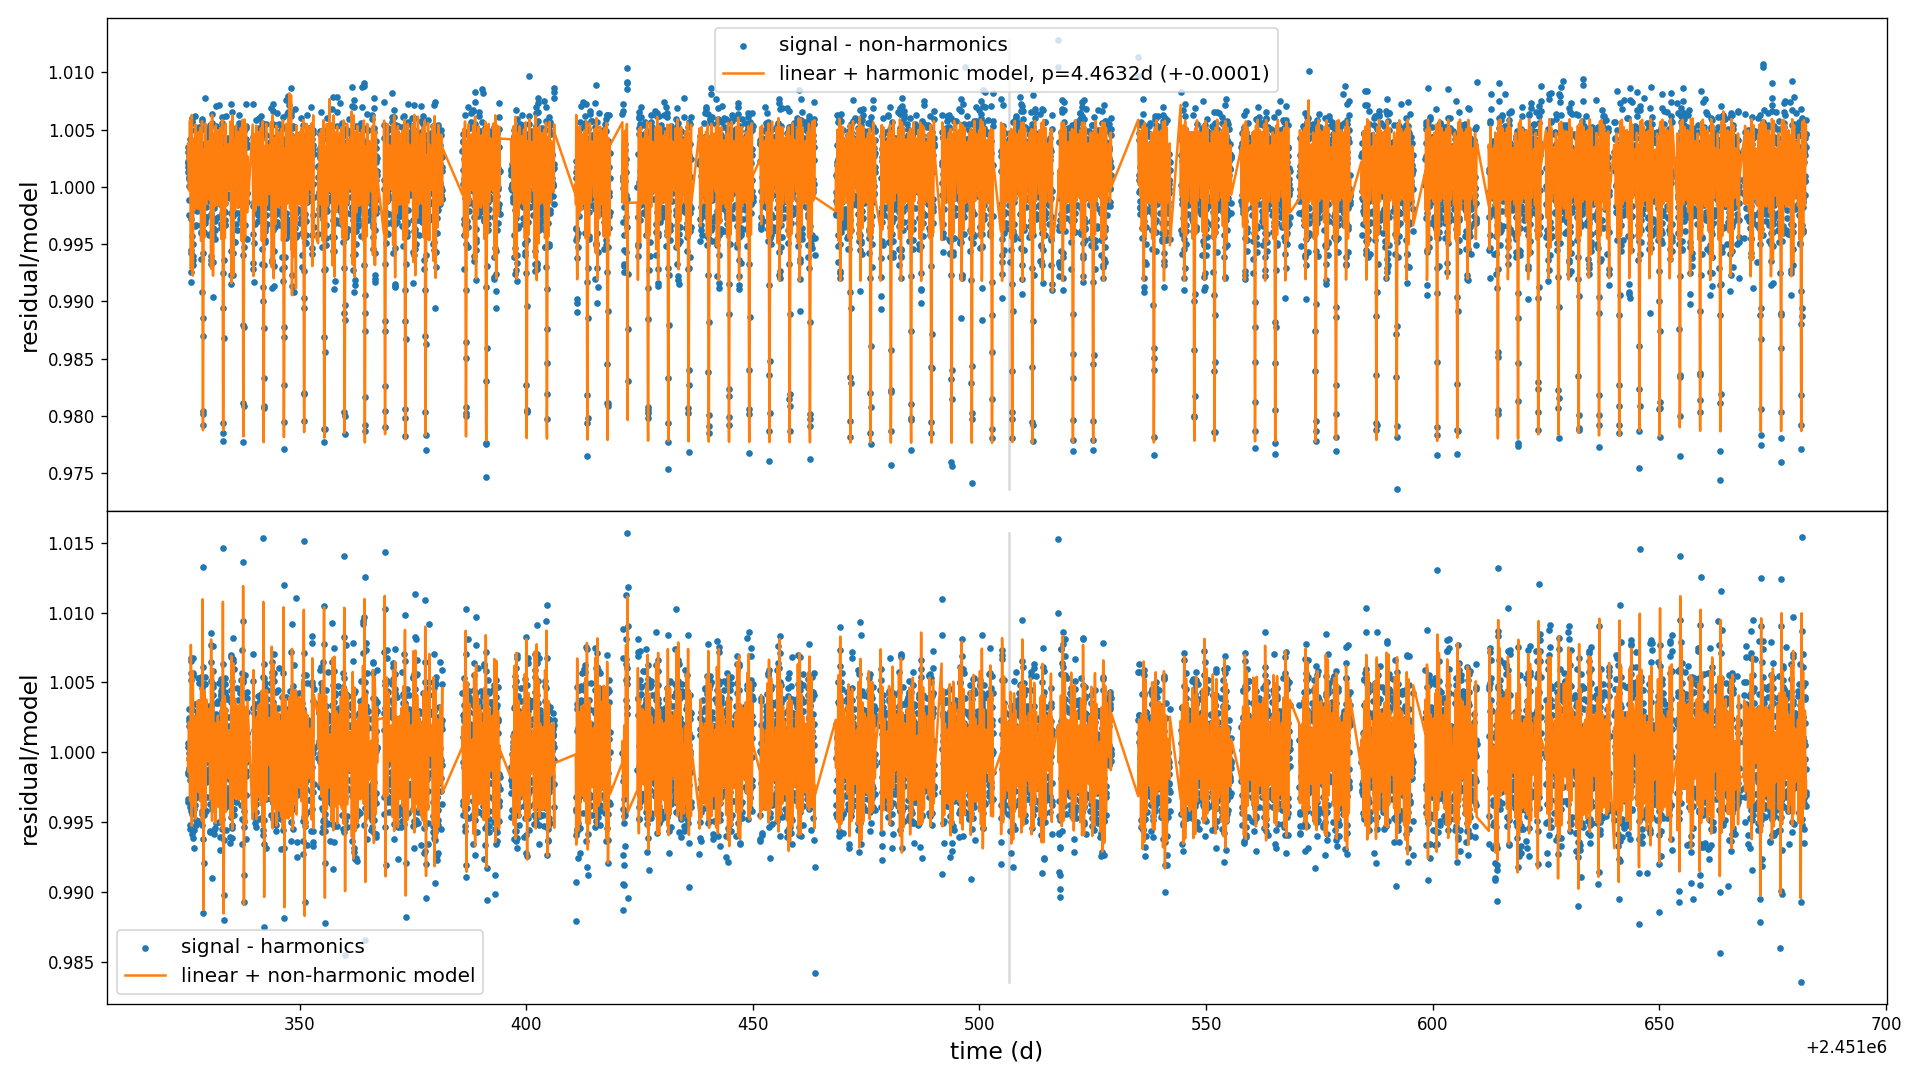 signal - non-harmonics
linear + harmonic model, p=4.4632d (+-0.0001)
residual/model
1.010
1.005
1.000
0.995
0.990
0.985
0.980
0.975
signal - harmonics
linear + non-harmonic model
residual/model
1.015
1.010
1.005
1.000
0.995
0.990
0.985
350 400 450 500 550 600 650 700
time (d)
+2.451e6